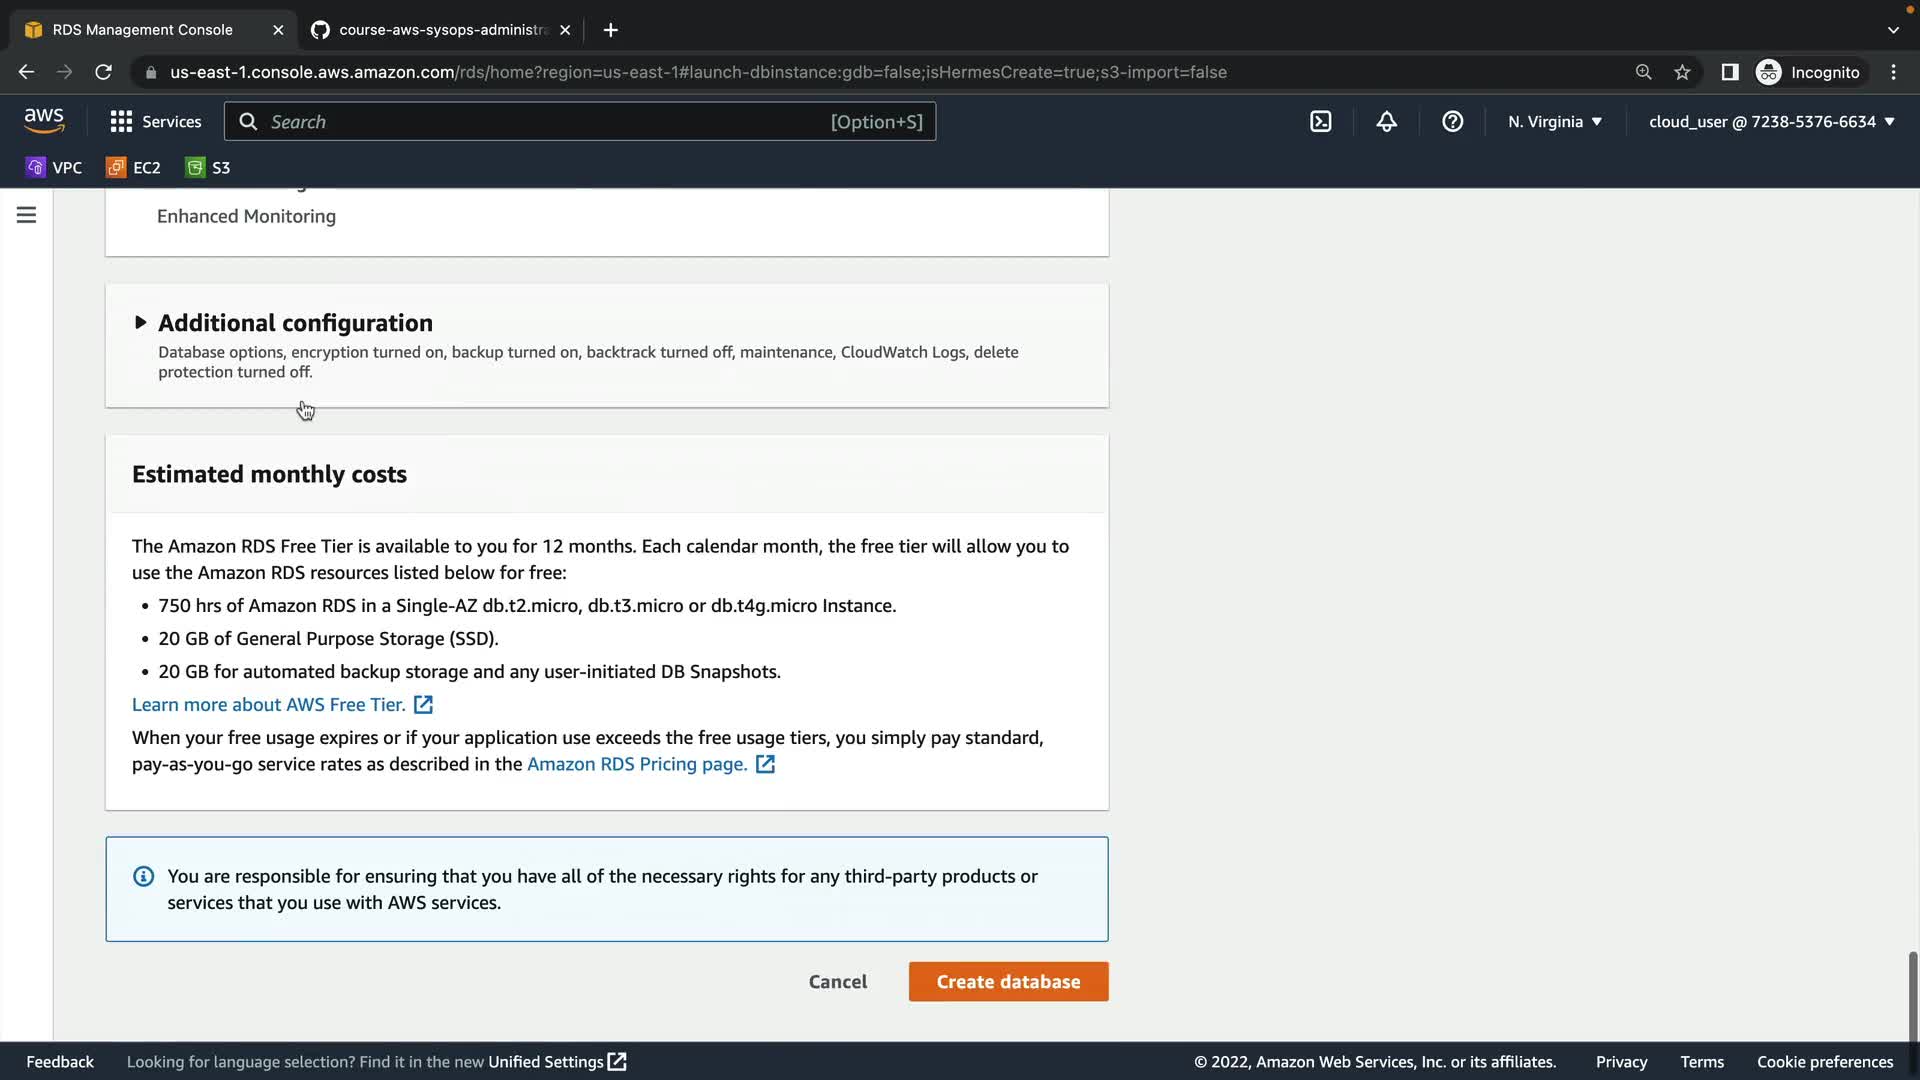 RDS Management Console
course-aws-sysops-administra
us-east-1.console.aws.amazon.com/rds/home?region=us-east-1#launch-dbinstance:gdb=false;isHermesCreate=true;s3-import=false
Incognito
aws
Services
Search
[Option+S]
N. Virginia
cloud_user @ 7238-5376-6634
VPC
EC2
S3
Enhanced Monitoring
Additional configuration
Database options, encryption turned on, backup turned on, backtrack turned off, maintenance, CloudWatch Logs, delete
protection turned off.
Estimated monthly costs
The Amazon RDS Free Tier is available to you for 12 months. Each calendar month, the free tier will allow you to
use the Amazon RDS resources listed below for free:
• 750 hrs of Amazon RDS in a Single-AZ db.t2.micro, db.t3.micro or db.t4g.micro Instance.
• 20 GB of General Purpose Storage (SSD).
• 20 GB for automated backup storage and any user-initiated DB Snapshots.
Learn more about AWS Free Tier.
When your free usage expires or if your application use exceeds the free usage tiers, you simply pay standard,
pay-as-you-go service rates as described in the Amazon RDS Pricing page.
You are responsible for ensuring that you have all of the necessary rights for any third-party products or
services that you use with AWS services.
Cancel
Create database
Feedback
Looking for language selection? Find it in the new Unified Settings
© 2022, Amazon Web Services, Inc. or its affiliates.
Privacy
Terms
Cookie preferences